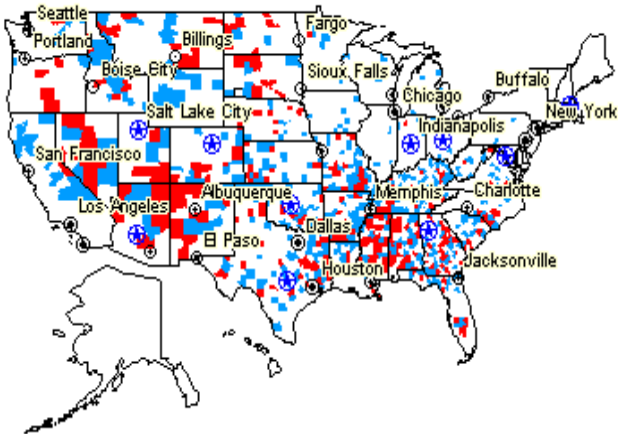 Seattle
Fargo
Portland
Billings
Boise City
Sioux Falls
Buffalo
Chicago
Salt Lake City
New York
Indianapolis
San Francisco
Albuquerque
Memphis
Charlotte
Los Angeles
Dallas
El Paso
Jacksonville
Houston